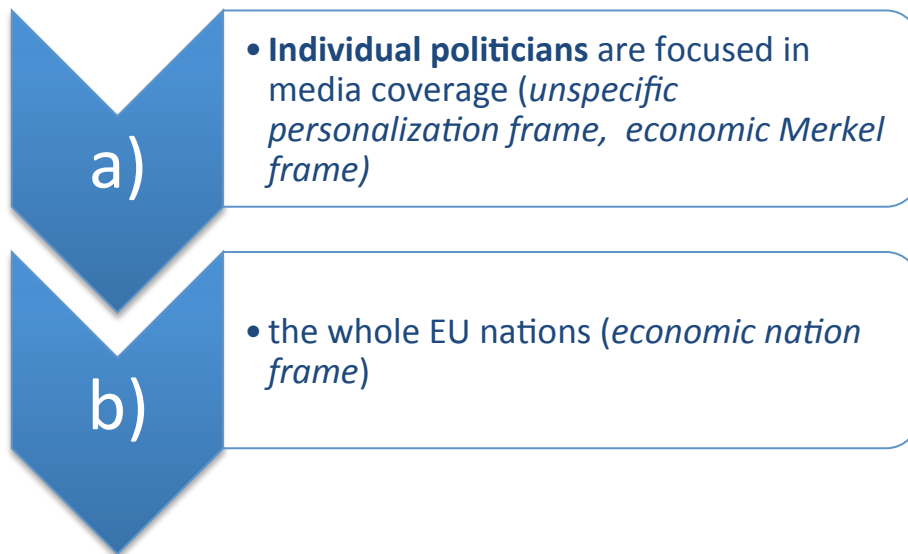 a)
• Individual politicians are focused in
media coverage (unspecific
personalization frame,  economic Merkel
frame)
b)
• the whole EU nations (economic nation
frame)